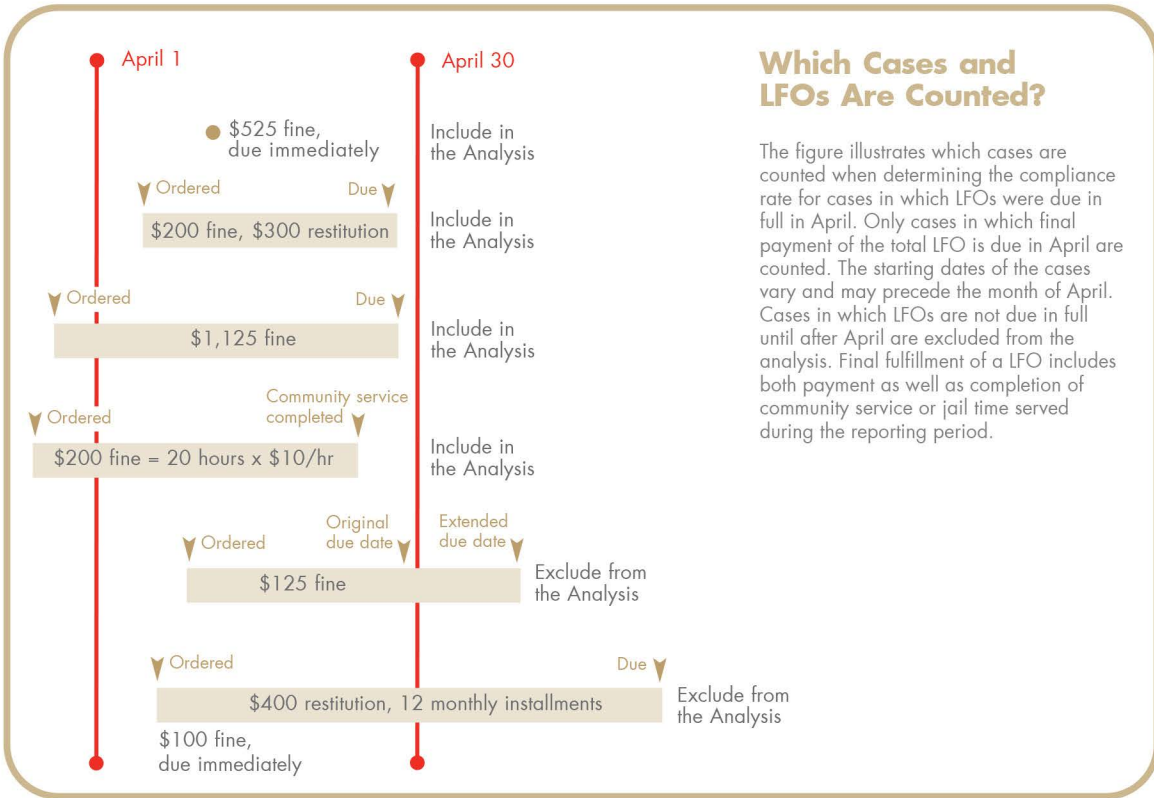 April 1
April 30
$525 fine,
due immediately
Include in
the Analysis
Ordered
Due
$200 fine, $300 restitution
Include in
the Analysis
Ordered
Due
$1,125 fine
Include in
the Analysis
Ordered
Community service
completed
$200 fine = 20 hours x $10/hr
Include in
the Analysis
Ordered
Original
due date
Extended
due date
$125 fine
Exclude from
the Analysis
Ordered
Due
$400 restitution, 12 monthly installments
Exclude from
the Analysis
$100 fine,
due immediately
Which Cases and
LFOs Are Counted?
The figure illustrates which cases are
counted when determining the compliance
rate for cases in which LFOs were due in
full in April. Only cases in which final
payment of the total LFO is due in April are
counted. The starting dates of the cases
vary and may precede the month of April.
Cases in which LFOs are not due in full
until after April are excluded from the
analysis. Final fulfillment of a LFO includes
both payment as well as completion of
community service or jail time served
during the reporting period.